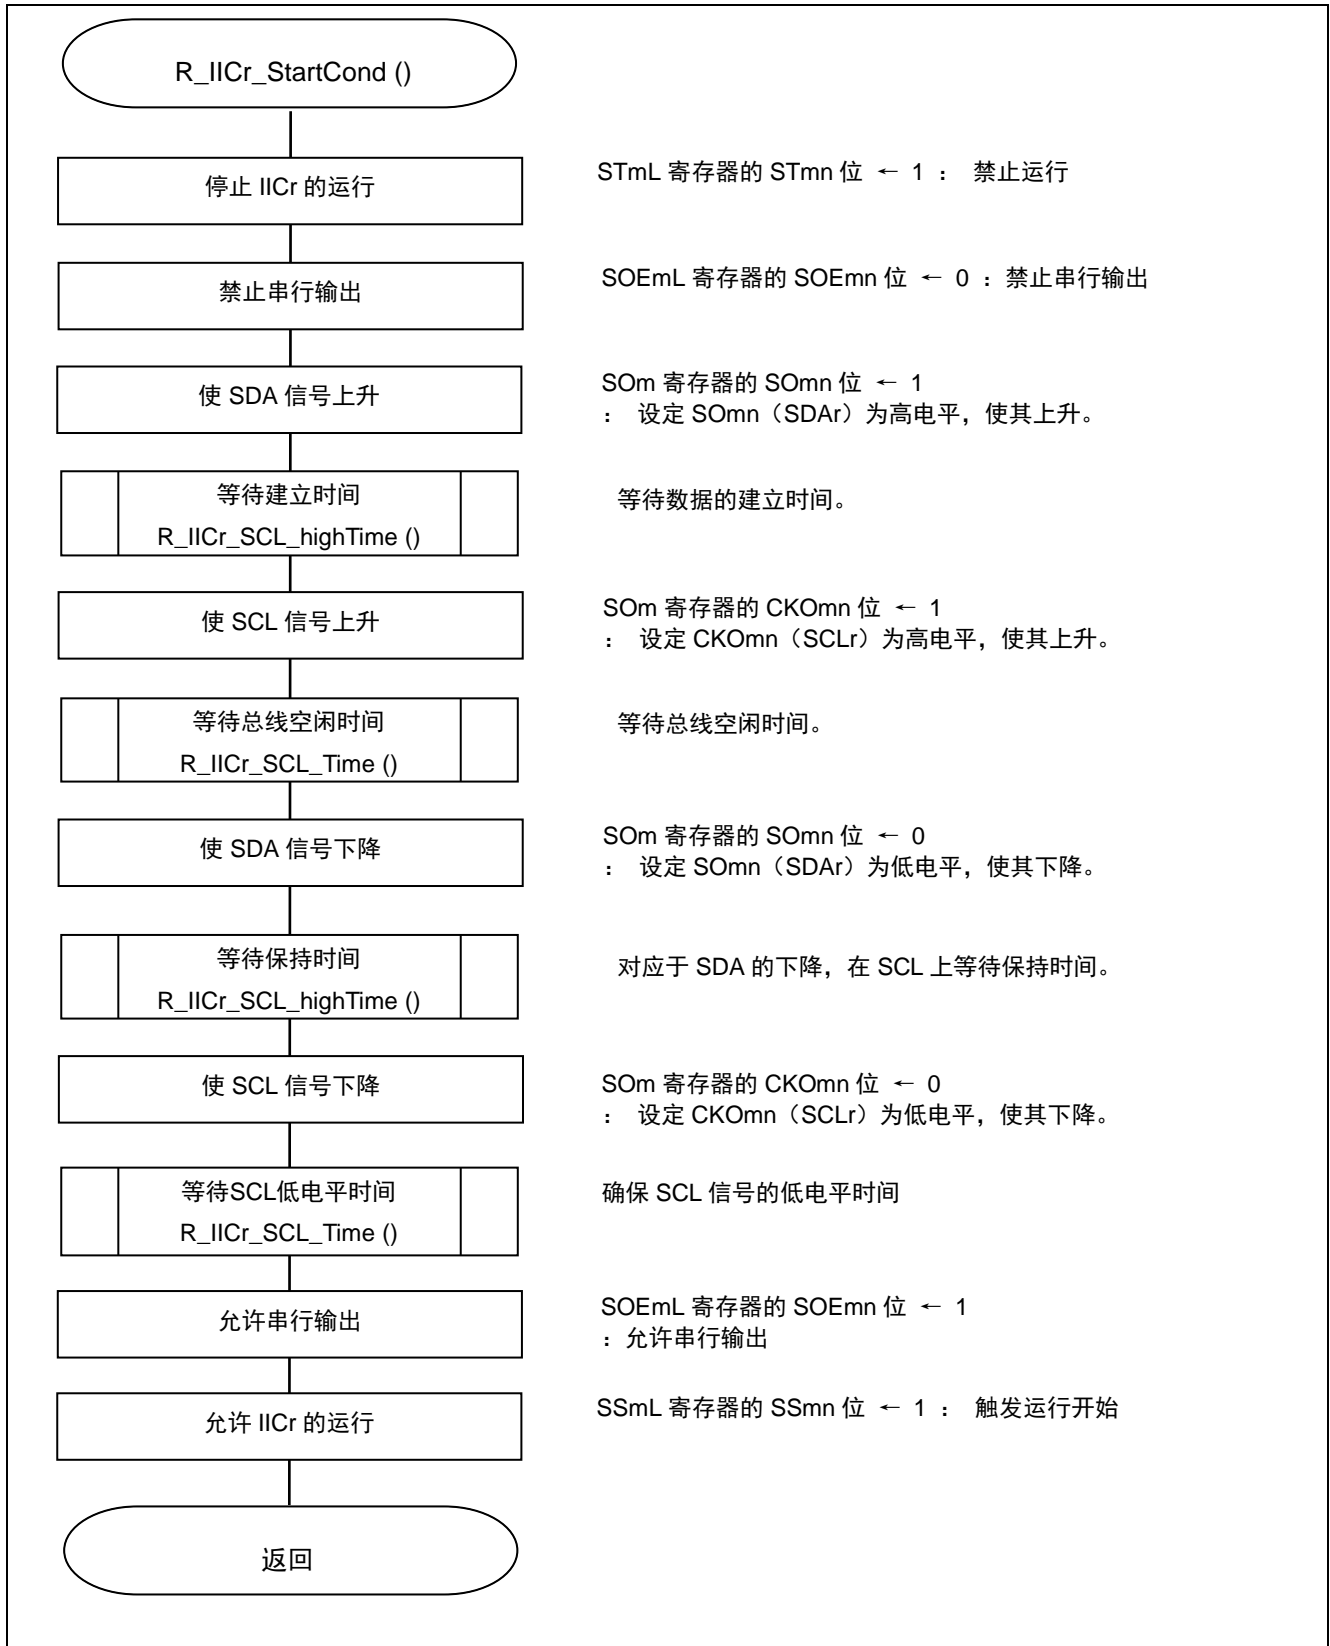 R_IICr_StartCond ()
停止 IICr 的运行
STmL 寄存器的 STmn 位 ← 1 ： 禁止运行
禁止串行输出
SOEmL 寄存器的 SOEmn 位 ← 0 ：禁止串行输出
使 SDA 信号上升
SOm 寄存器的 SOmn 位 ← 1
： 设定 SOmn（SDAr）为高电平，使其上升。
等待建立时间
R_IICr_SCL_highTime ()
等待数据的建立时间。
使 SCL 信号上升
SOm 寄存器的 CKOmn 位 ← 1
： 设定 CKOmn（SCLr）为高电平，使其上升。
等待总线空闲时间
R_IICr_SCL_Time ()
等待总线空闲时间。
使 SDA 信号下降
SOm 寄存器的 SOmn 位 ← 0
： 设定 SOmn（SDAr）为低电平，使其下降。
等待保持时间
R_IICr_SCL_highTime ()
对应于 SDA 的下降，在 SCL 上等待保持时间。
使 SCL 信号下降
SOm 寄存器的 CKOmn 位 ← 0
： 设定 CKOmn（SCLr）为低电平，使其下降。
等待SCL低电平时间
R_IICr_SCL_Time ()
确保 SCL 信号的低电平时间
允许串行输出
SOEmL 寄存器的 SOEmn 位 ← 1
：允许串行输出
允许 IICr 的运行
SSmL 寄存器的 SSmn 位 ← 1 ： 触发运行开始
返回